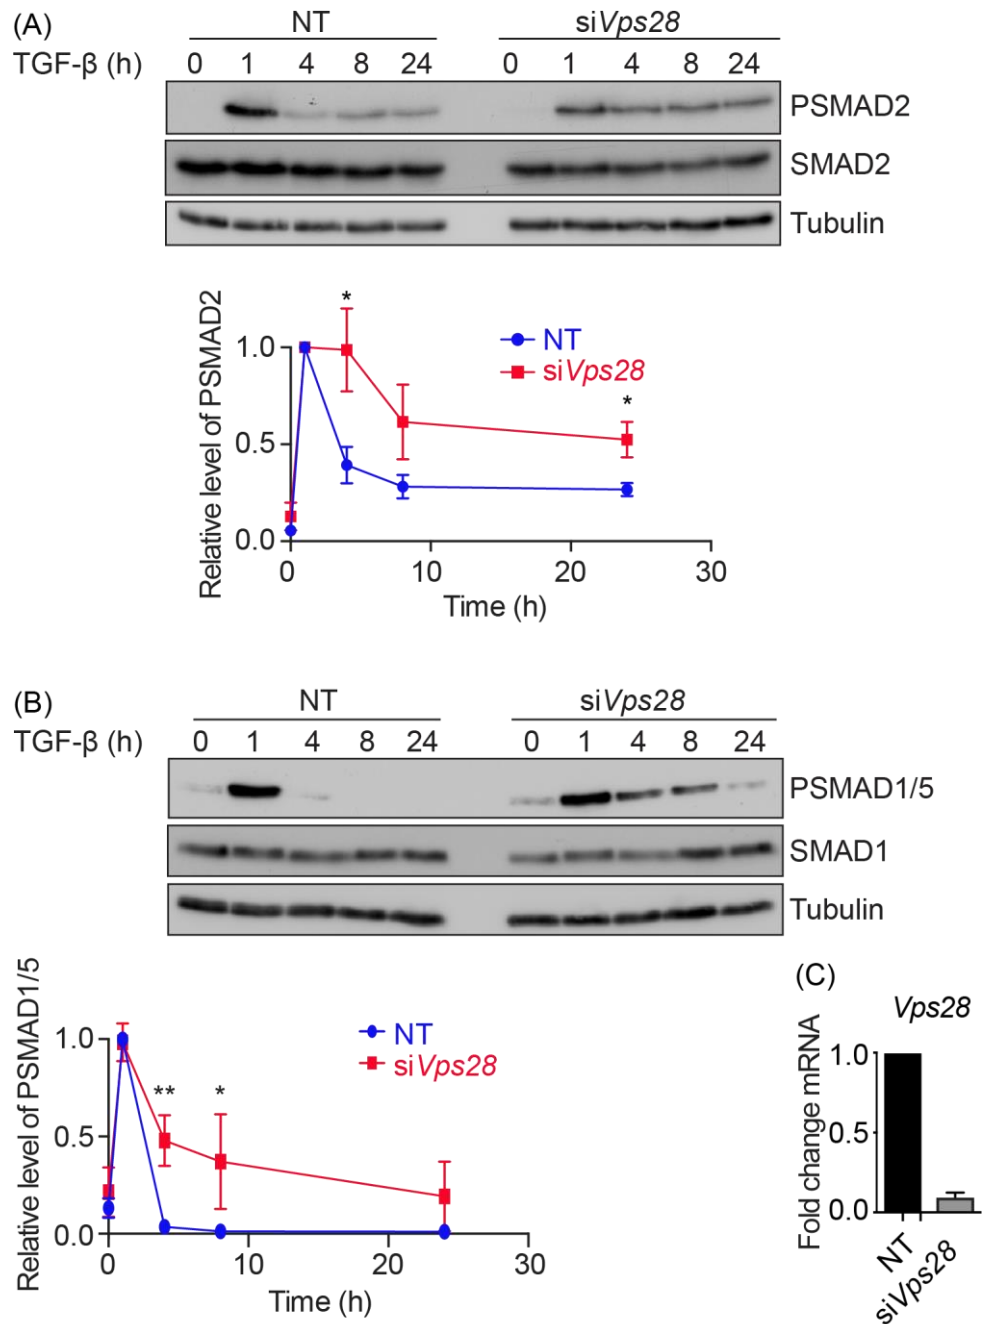 (A)
NT siVps28
TGF-β (h) 0 1 4 8 24 0 1 4 8 24
PSMAD2
SMAD2
Tubulin
Relative level of PSMAD2
*
1.0
NT
siVps28
*
0.5
0.0
0 10 20 30
Time (h)
(B)
NT siVps28
TGF-β (h) 0 1 4 8 24 0 1 4 8 24
PSMAD1/5
SMAD1
Tubulin
Relative level of PSMAD1/5
1.0
NT
siVps28
** *
0.5
0.0
0 10 20 30
Time (h)
(C)
Vps28
Fold change mRNA
1.0
0.5
0.0
NT
siVps28